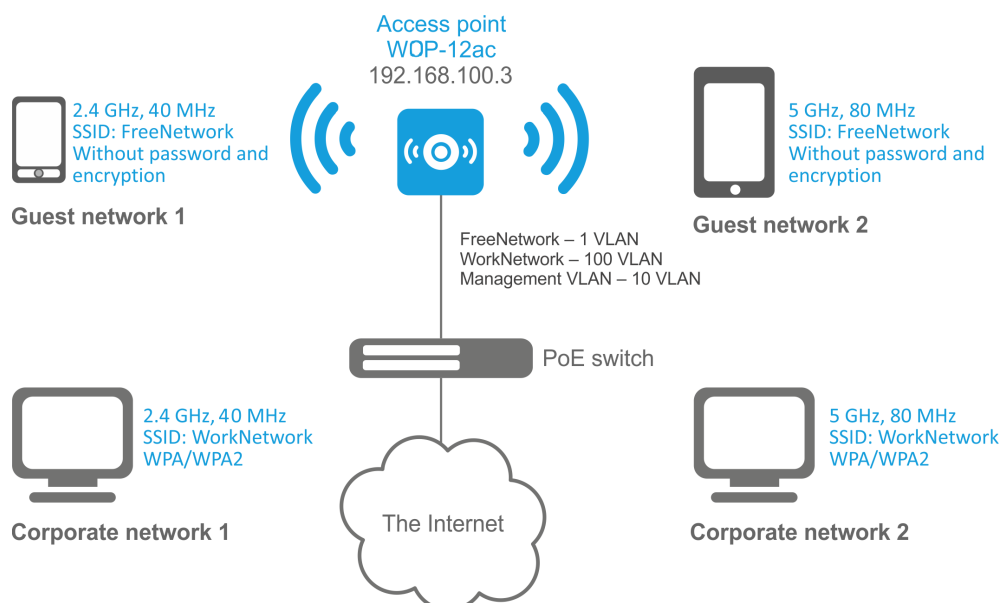 Access point
WOP-12ac
192.168.100.3
2.4 GHz, 40 MHz
SSID: FreeNetwork
Without password and
encryption
Guest network 1
5 GHz, 80 MHz
SSID: FreeNetwork
Without password and
encryption
Guest network 2
FreeNetwork – 1 VLAN
WorkNetwork – 100 VLAN
Management VLAN – 10 VLAN
PoE switch
2.4 GHz, 40 MHz
SSID: WorkNetwork
WPA/WPA2
Corporate network 1
5 GHz, 80 MHz
SSID: WorkNetwork
WPA/WPA2
Corporate network 2
The Internet